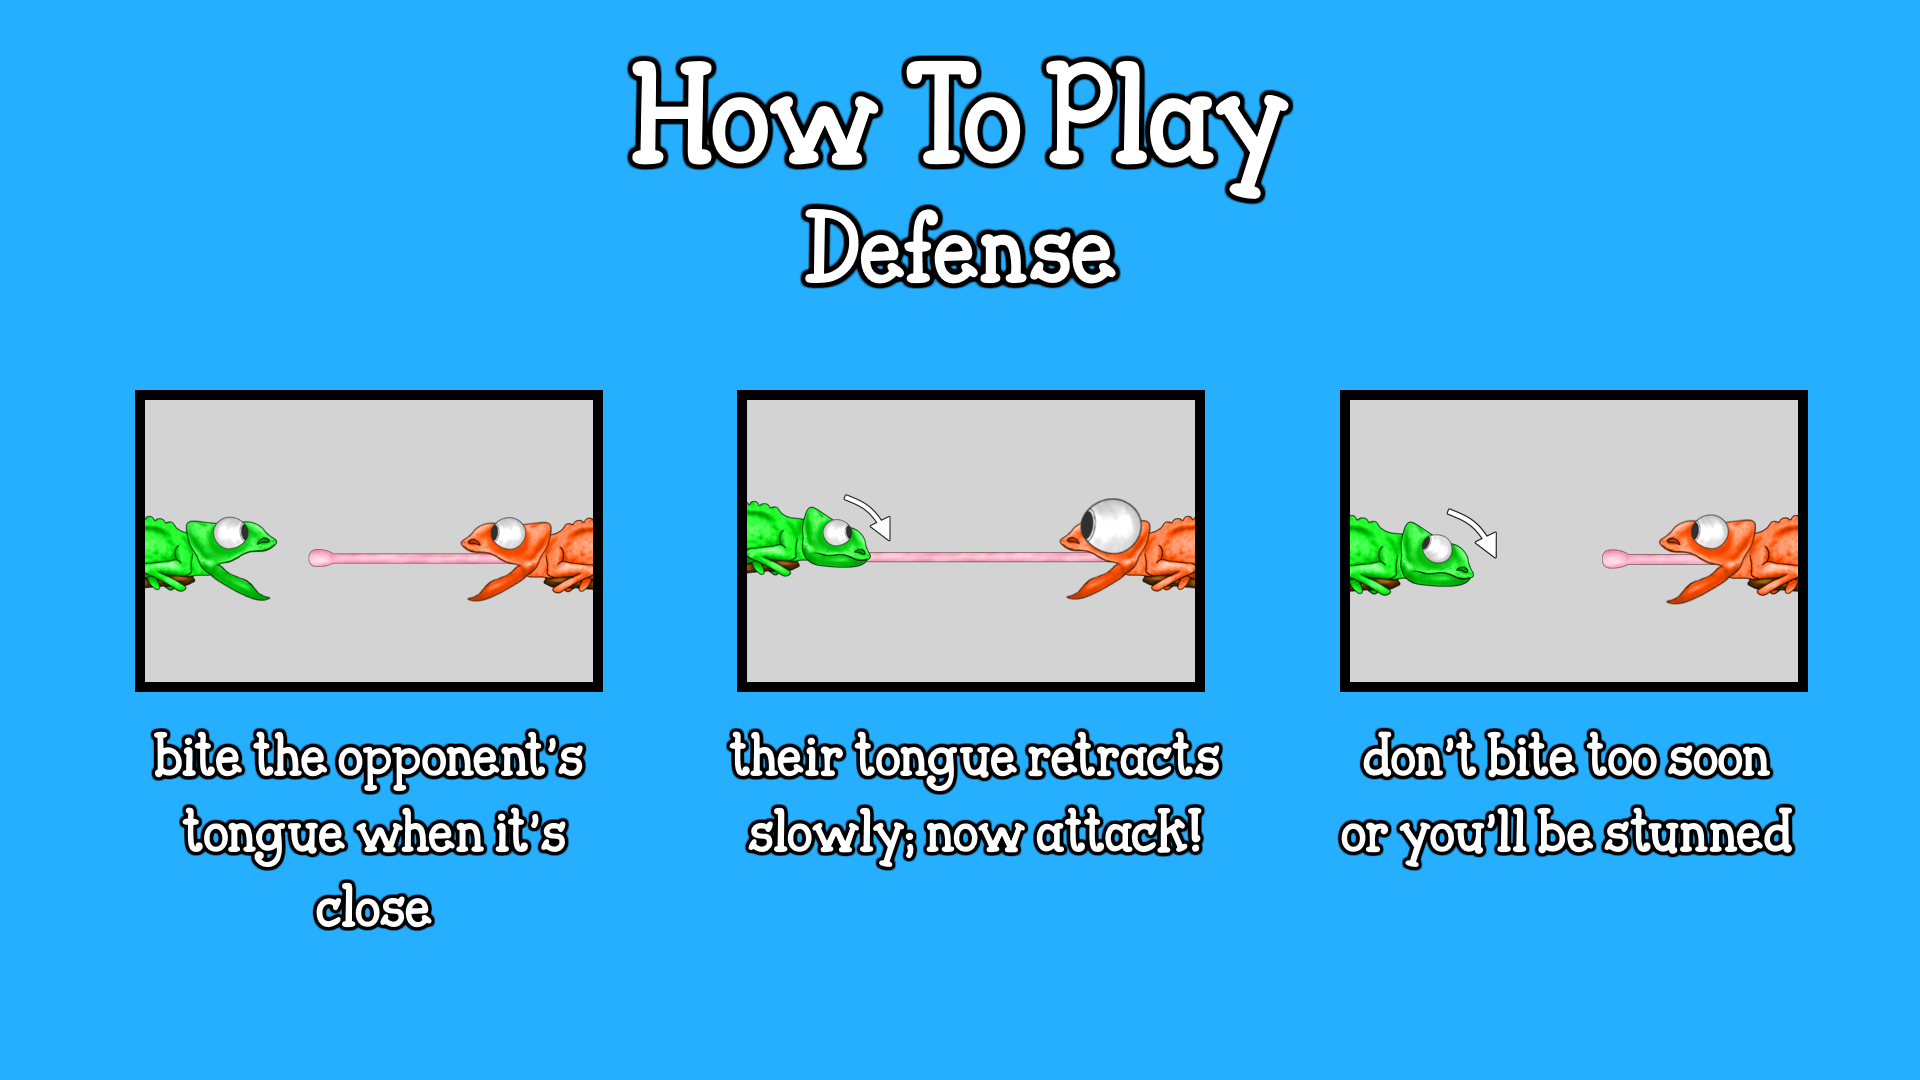 How To Play
Defense
bite the opponent's
tongue when it's
close
their tongue retracts
slowly; now attack!
don't bite too soon
or you'll be stunned